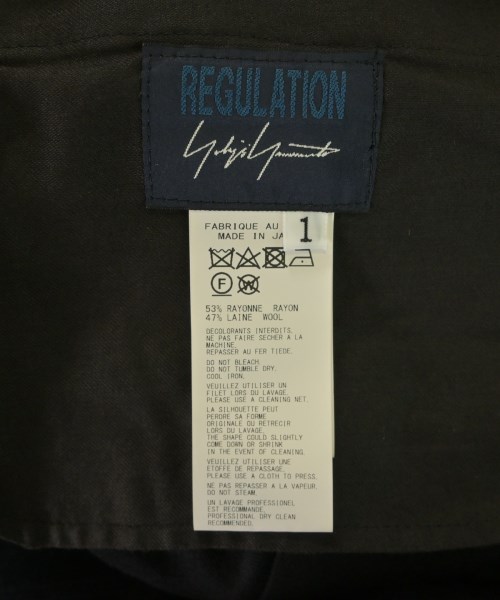 REGULATION
Yohji Yamamoto
FABRIQUE AU
MADE IN JA
1
F
W
53% RAYONNE RAYON
47% LAINE WOOL
DECOLORANTS INTERDITS.
NE PAS FAIRE SECHER A LA
MACHINE.
REPASSER AU FER TIEDE.
DO NOT BLEACH.
DO NOT TUMBLE DRY.
COOL IRON.
VEUILLEZ UTILISER UN
FILET LORS DU LAVAGE.
PLEASE USE A CLEANING NET.
LA SILHOUETTE PEUT
PERDRE SA FORME
ORIGINALE OU RETRECIR
LORS DU LAVAGE.
THE SHAPE COULD SLIGHTLY
COME DOWN OR SHRINK
IN THE EVENT OF CLEANING.
VEUILLEZ UTILISER UNE
ETOFFE DE REPASSAGE.
PLEASE USE A CLOTH TO PRESS.
NE PAS REPASSER A LA VAPEUR.
DO NOT STEAM.
UN LAVAGE PROFESSIONEL
EST RECOMMANDE.
PROFESSIONAL DRY CLEAN
RECOMMENDED.